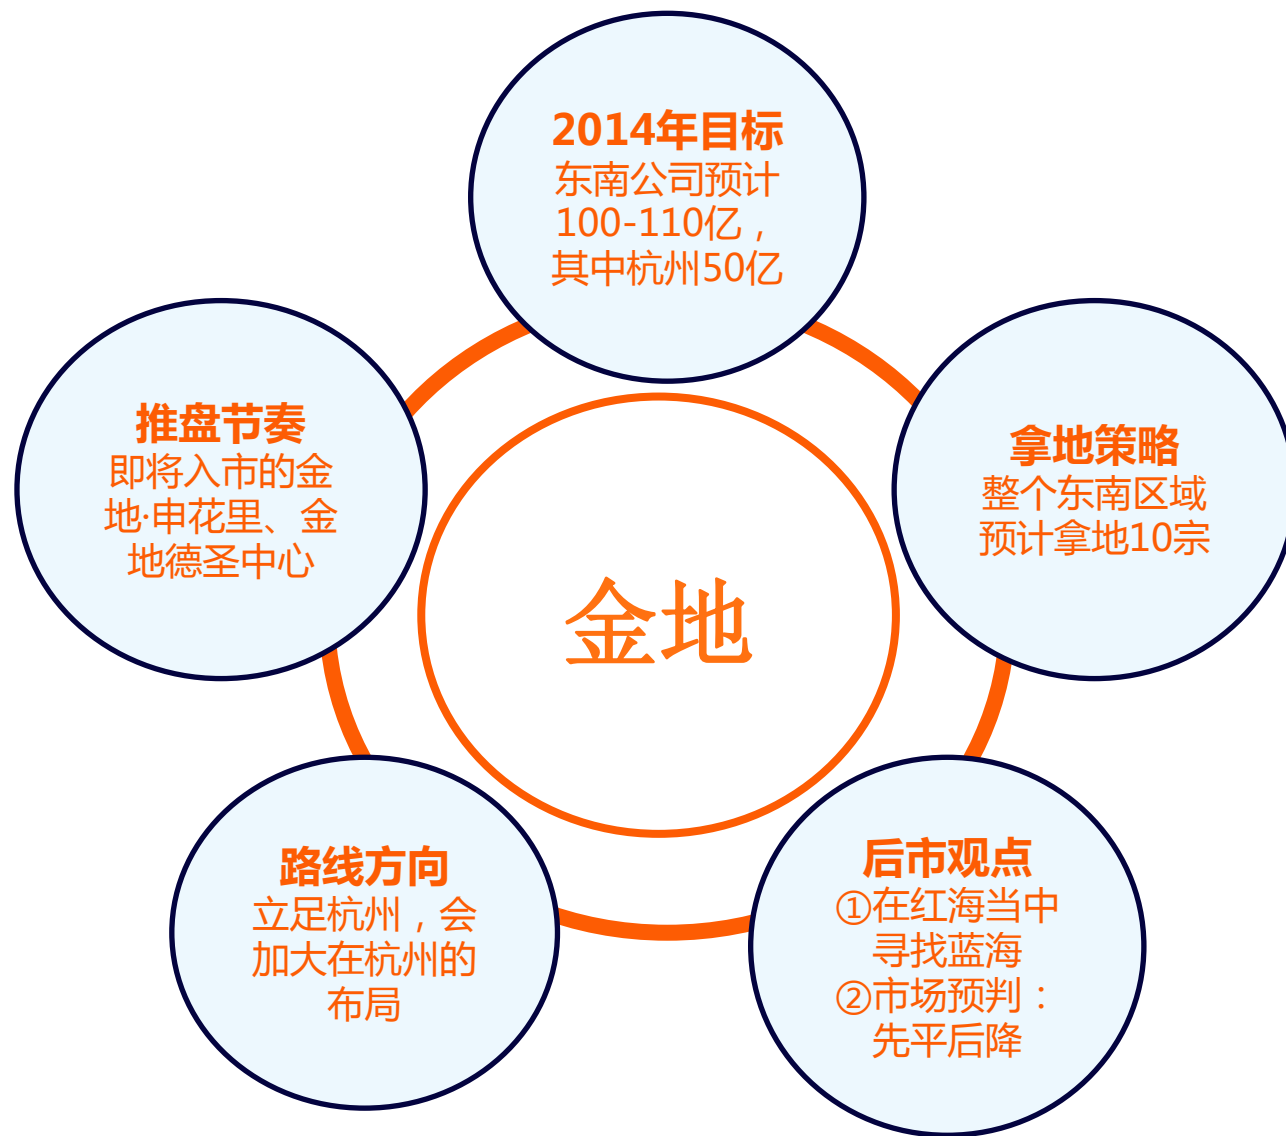 2014年目标
东南公司预计
100-110亿，
其中杭州50亿
推盘节奏
即将入市的金
地·申花里、金
地德圣中心
拿地策略
整个东南区域
预计拿地10宗
金地
路线方向
立足杭州，会
加大在杭州的
布局
后市观点
①在红海当中
寻找蓝海
②市场预判：
先平后降